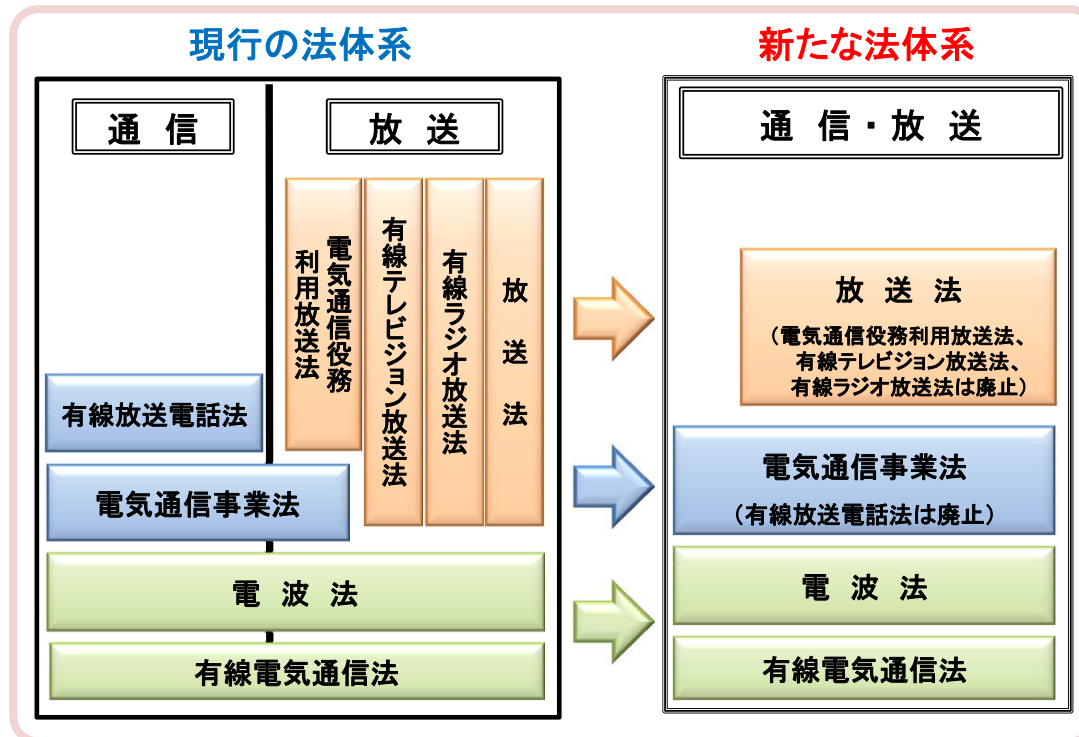 現行の法体系
通 信
放 送
電気通信役務
利用放送法
有線テレビジョン放送法
有線ラジオ放送法
放 送 法
有線放送電話法
電気通信事業法
電 波 法
有線電気通信法
新たな法体系
通 信・放 送
放 送 法
（電気通信役務利用放送法、
有線テレビジョン放送法、
有線ラジオ放送法は廃止）
電気通信事業法
（有線放送電話法は廃止）
電 波 法
有線電気通信法